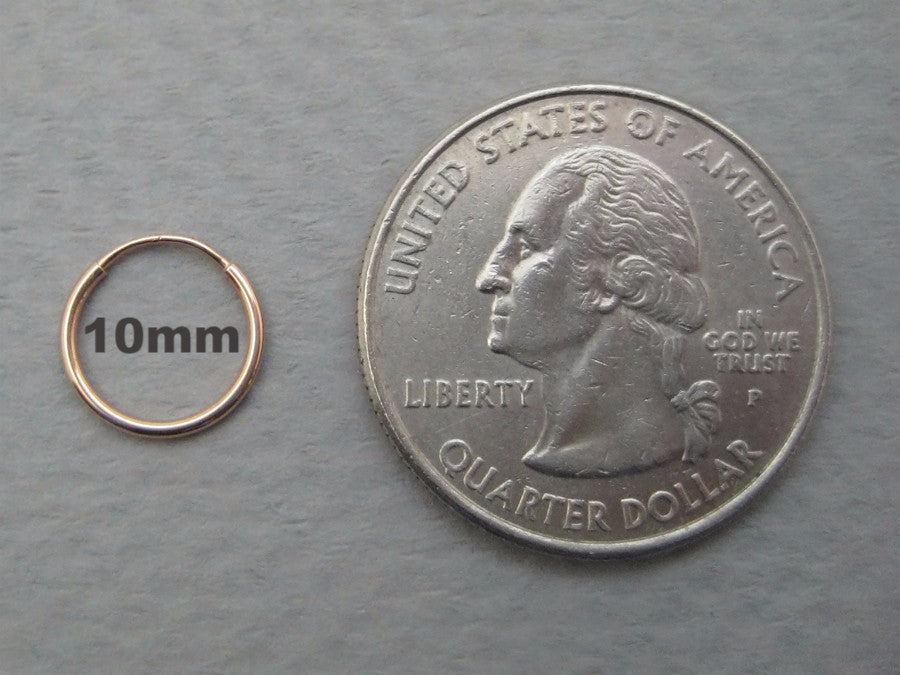 10mm
UNITED STATES OF AMERICA
IN
GOD WE
TRUST
LIBERTY
P
QUARTER DOLLAR